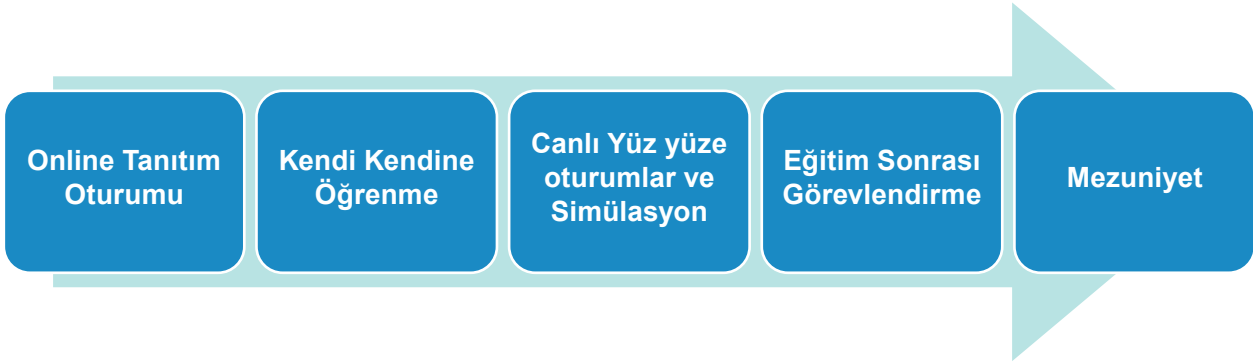 Online Tanıtım
Oturumu
Kendi Kendine
Öğrenme
Canlı Yüz yüze
oturumlar ve
Simülasyon
Eğitim Sonrası
Görevlendirme
Mezuniyet